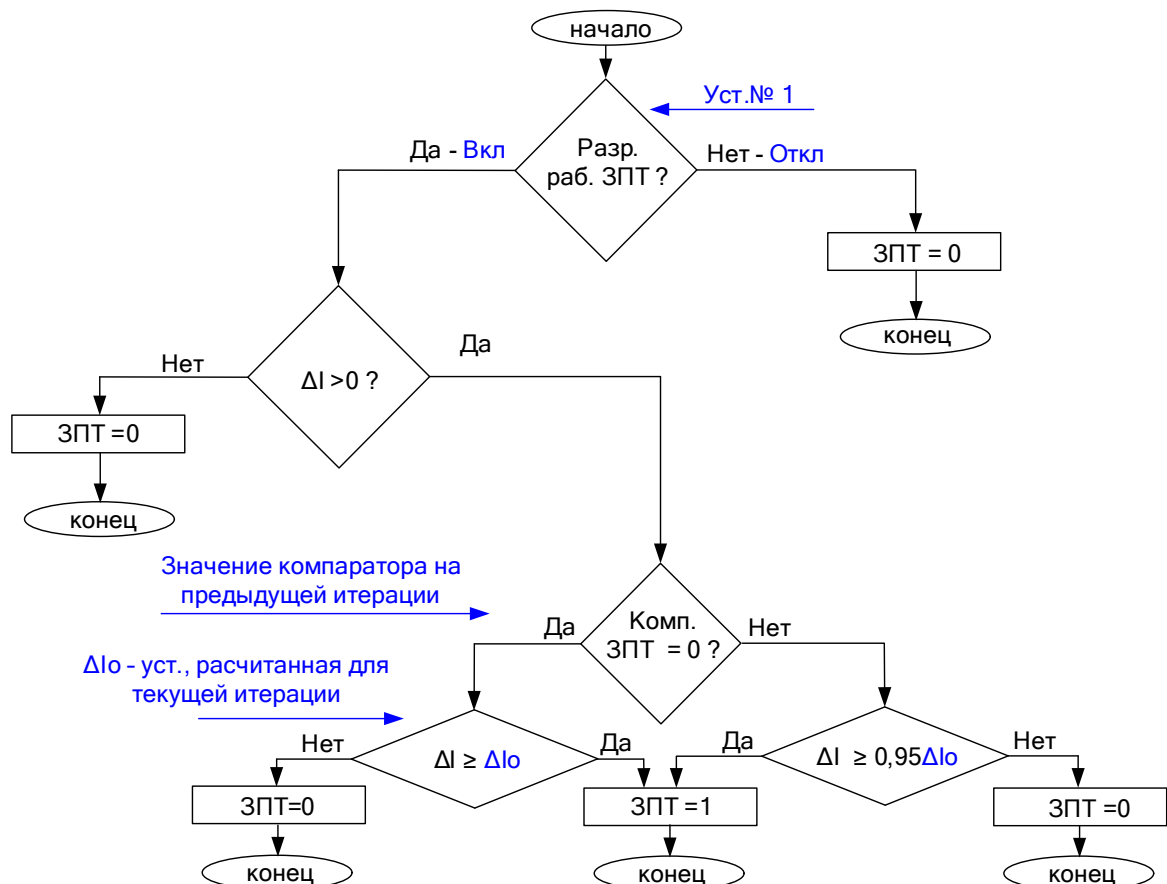 начало
Уст.№ 1
Да - Вкл
Разр.
раб. ЗПТ ?
Нет - Откл
ЗПТ = 0
конец
Нет
ΔI >0 ?
Да
ЗПТ =0
конец
Значение компаратора на
предыдущей итерации
Да
Комп.
ЗПТ = 0 ?
Нет
ΔIo - уст., расчитанная для
текущей итерации
Нет
ΔI ≥ ΔIo
Да
Да
ΔI ≥ 0,95ΔIo
Нет
ЗПТ=0
ЗПТ =1
ЗПТ =0
конец
конец
конец